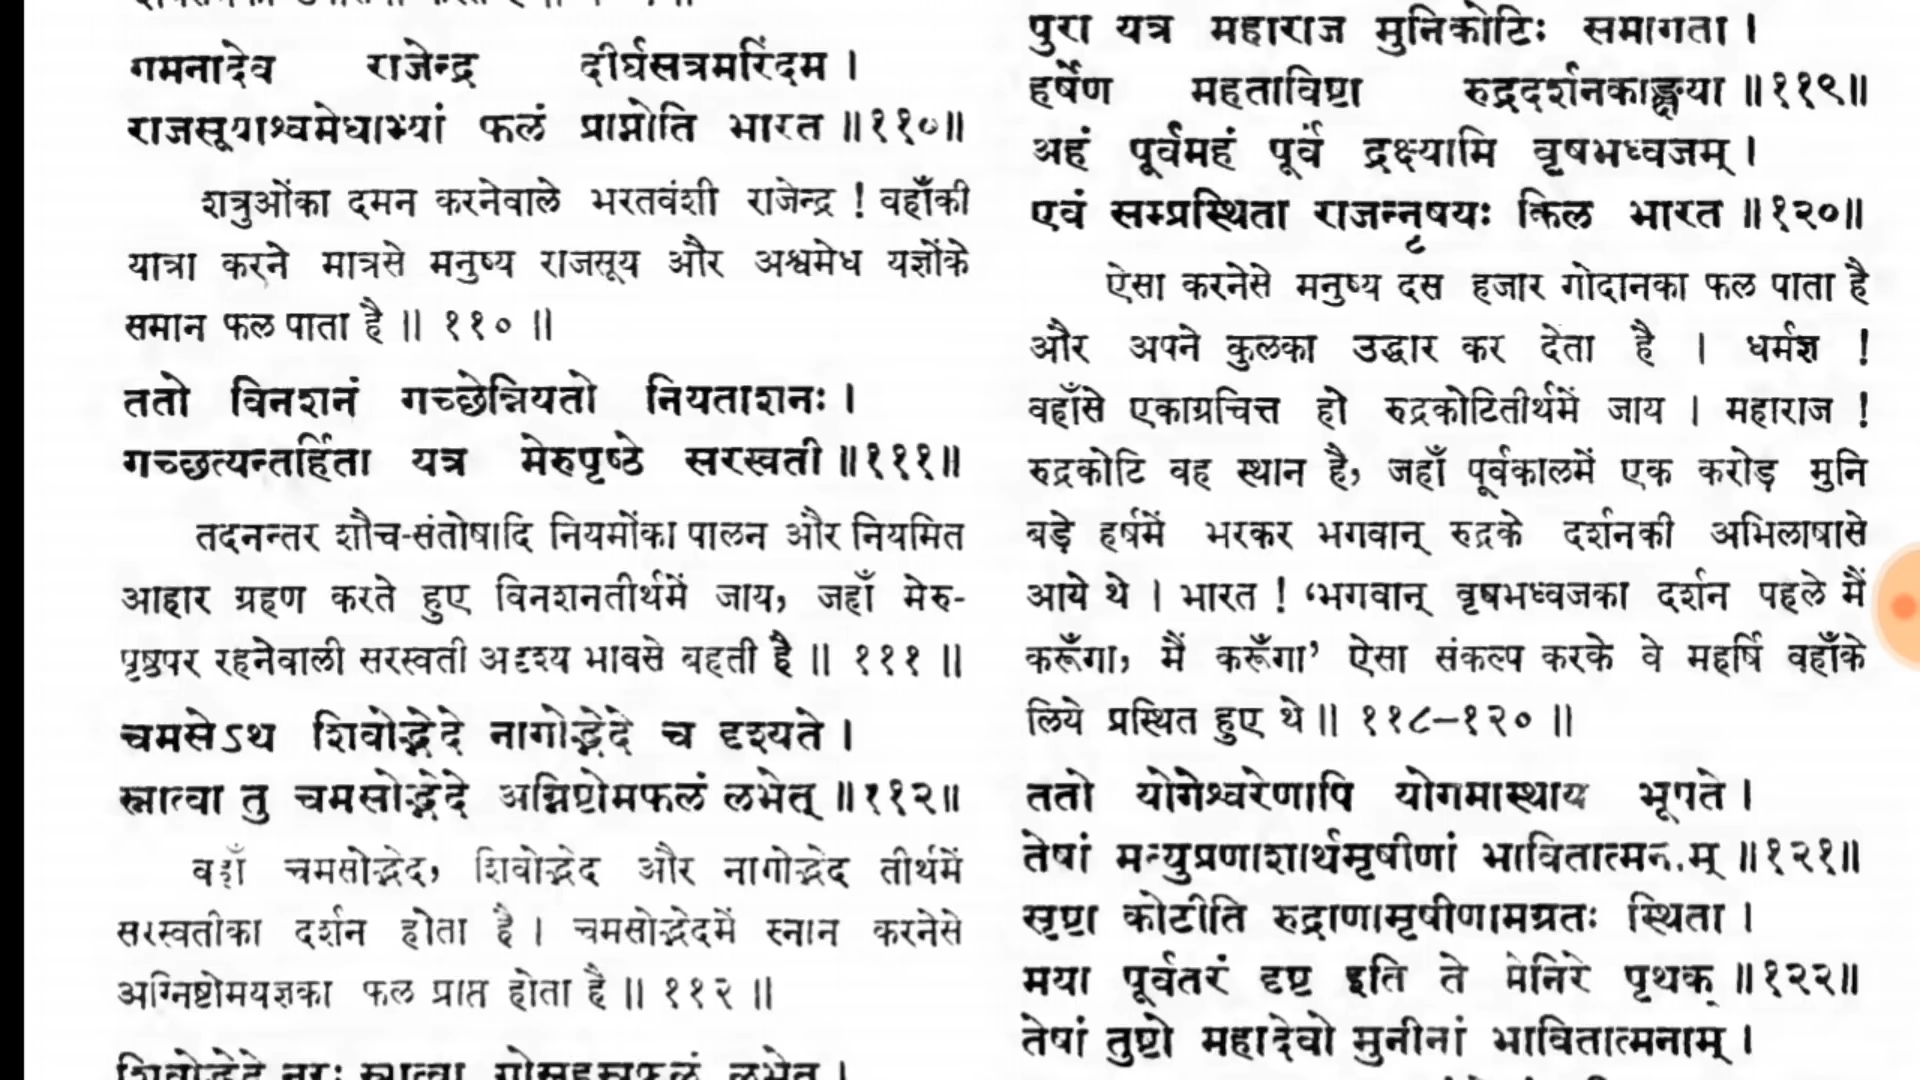 गमनादेव राजेन्द्र दीर्घसत्रमरिंदम ।
राजसूयाश्वमेधाभ्यां फलं प्राप्नोति भारत ॥११०॥
शत्रुओंका दमन करनेवाले भरतवंशी राजेन्द्र ! वहाँकी
यात्रा करने मात्रसे मनुष्य राजसूय और अश्वमेध यज्ञोंके
समान फल पाता है ॥ ११० ॥
ततो विनशनं गच्छेन्नियतो नियताशनः ।
गच्छत्यन्तर्हिता यत्र मेरुपृष्ठे सरस्वती ॥१११॥
तदनन्तर शौच-संतोषादि नियमोंका पालन और नियमित
आहार ग्रहण करते हुए विनशनतीर्थमें जाय, जहाँ मेरु-
पृष्ठपर रहनेवाली सरस्वती अदृश्य भावसे बहती है ॥ १११ ॥
चमसेऽथ शिवोद्भेदे नागोद्भेदे च दृश्यते ।
स्नात्वा तु चमसोद्भेदे अग्निष्टोमफलं लभेत् ॥११२॥
वहाँ चमसोद्भेद, शिवोद्भेद और नागोद्भेद तीर्थमें
सरस्वतीका दर्शन होता है । चमसोद्भेदमें स्नान करनेसे
अग्निष्टोमयज्ञका फल प्राप्त होता है ॥ ११२ ॥
शिवोद्भेदे नरः स्नात्वा गोसहस्रफलं लभेत् ।
पुरा यत्र महाराज मुनिकोटिः समागता ।
हर्षेण महताविष्टा रुद्रदर्शनकाङ्क्षया ॥११९॥
अहं पूर्वमहं पूर्वं द्रक्ष्यामि वृषभध्वजम् ।
एवं सम्प्रस्थिता राजन्नृषयः किल भारत ॥१२०॥
ऐसा करनेसे मनुष्य दस हजार गोदानका फल पाता है
और अपने कुलका उद्धार कर देता है । धर्मज्ञ !
वहाँसे एकाग्रचित्त हो रुद्रकोटितीर्थमें जाय । महाराज !
रुद्रकोटि वह स्थान है, जहाँ पूर्वकालमें एक करोड़ मुनि
बड़े हर्षमें भरकर भगवान् रुद्रके दर्शनकी अभिलाषासे
आये थे । भारत ! ‘भगवान् वृषभध्वजका दर्शन पहले मैं
करूँगा, मैं करूँगा’ ऐसा संकल्प करके वे महर्षि वहाँके
लिये प्रस्थित हुए थे ॥ ११८–१२० ॥
ततो योगेश्वरेणापि योगमास्थाय भूपते ।
तेषां मन्युप्रणाशार्थमृषीणां भावितात्मनाम् ॥१२१॥
सृष्टा कोटीति रुद्राणामृषीणामग्रतः स्थिता ।
मया पूर्वतरं दृष्ट इति ते मेनिरे पृथक् ॥१२२॥
तेषां तुष्टो महादेवो मुनीनां भावितात्मनाम् ।